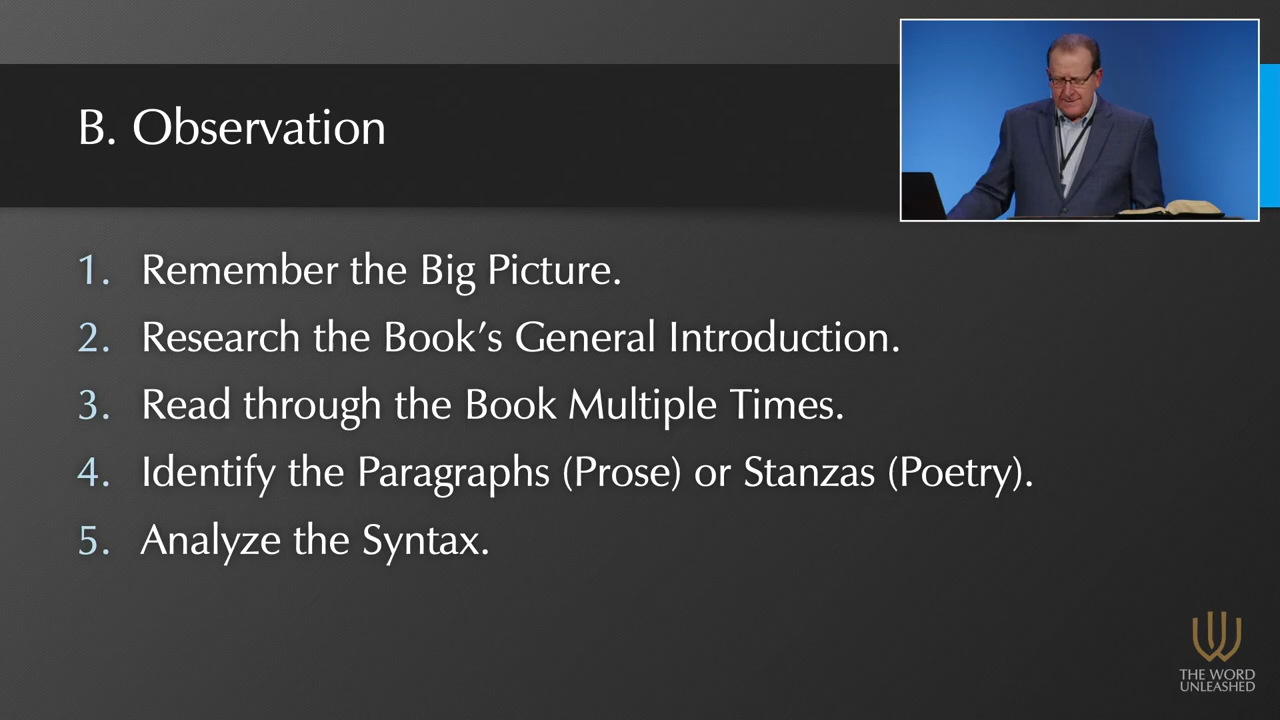 B. Observation
1. Remember the Big Picture.
2. Research the Book’s General Introduction.
3. Read through the Book Multiple Times.
4. Identify the Paragraphs (Prose) or Stanzas (Poetry).
5. Analyze the Syntax.
THE WORD
UNLEASHED